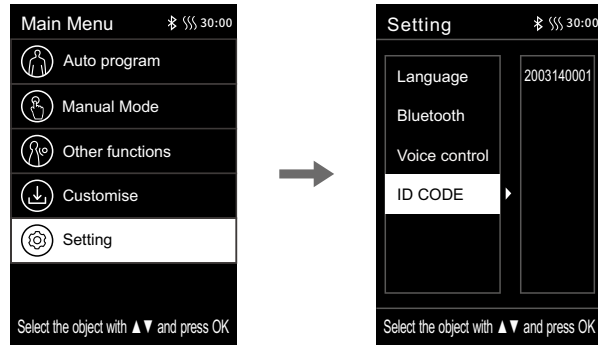 Main Menu 30:00
Auto program
Manual Mode
Other functions
Customise
Setting
Select the object with ▲▼ and press OK
Setting 30:00
Language
Bluetooth
Voice control
ID CODE
2003140001
Select the object with ▲▼ and press OK